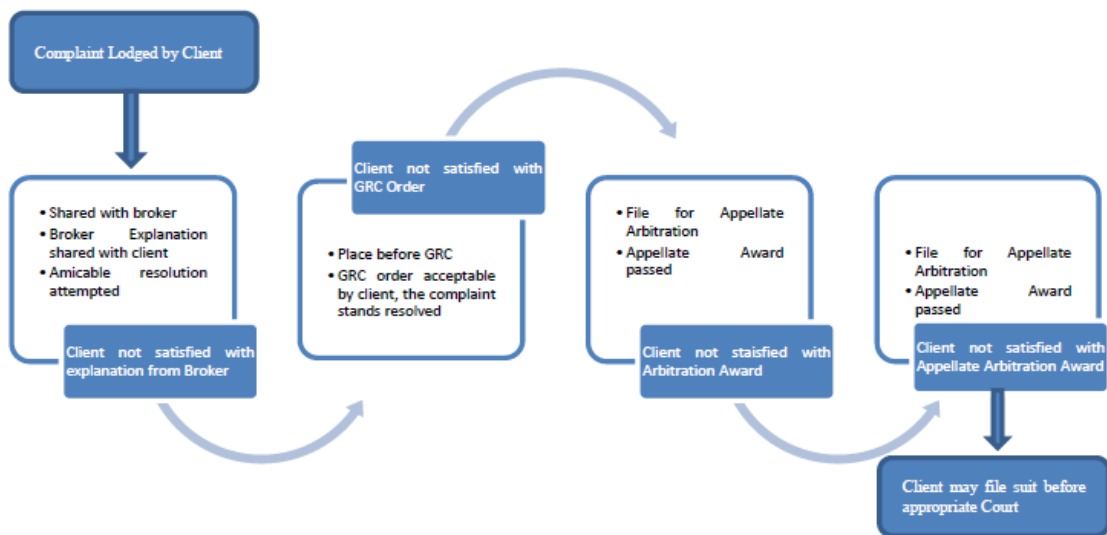 Complaint Lodged by Client
• Shared with broker
• Broker Explanation
shared with client
• Amicable resolution
attempted
Client not satisfied with
explanation from Broker
Client not satisfied with
GRC Order
• Place before GRC
• GRC order acceptable
by client, the complaint
stands resolved
• File for Appellate
Arbitration
• Appellate Award
passed
Client not staisfied with
Arbitration Award
• File for Appellate
Arbitration
• Appellate Award
passed
Client not satisfied with
Appellate Arbitration Award
Client may file suit before
appropriate Court